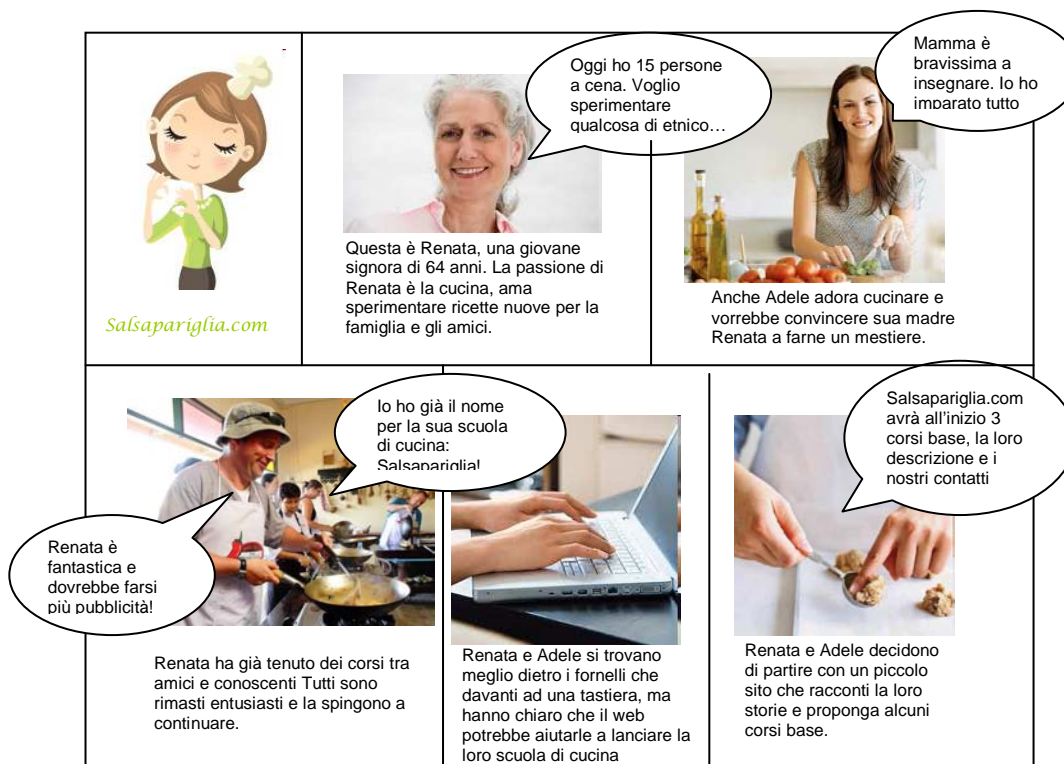 Salsapariglia.com
Oggi ho 15 persone
a cena. Voglio
sperimentare
qualcosa di etnico…
Questa è Renata, una giovane
signora di 64 anni. La passione di
Renata è la cucina, ama
sperimentare ricette nuove per la
famiglia e gli amici.
Mamma è
bravissima a
insegnare. Io ho
imparato tutto
Anche Adele adora cucinare e
vorrebbe convincere sua madre
Renata a farne un mestiere.
Io ho già il nome
per la sua scuola
di cucina:
Salsapariglia!
Renata è
fantastica e
dovrebbe farsi
più pubblicità!
Renata ha già tenuto dei corsi tra
amici e conoscenti Tutti sono
rimasti entusiasti e la spingono a
continuare.
Renata e Adele si trovano
meglio dietro i fornelli che
davanti ad una tastiera, ma
hanno chiaro che il web
potrebbe aiutarle a lanciare la
loro scuola di cucina
Salsapariglia.com
avrà all'inizio 3
corsi base, la loro
descrizione e i
nostri contatti
Renata e Adele decidono
di partire con un piccolo
sito che racconti la loro
storie e proponga alcuni
corsi base.